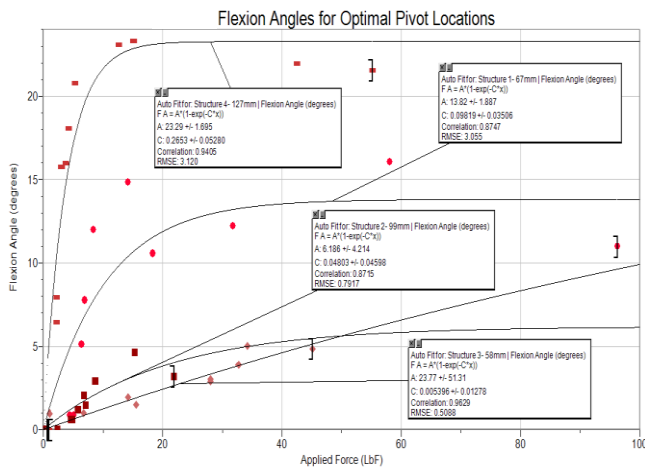 Flexion Angles for Optimal Pivot Locations
Flexion Angle (degrees)
20
15
10
5
0
0
20
40
60
80
100
Applied Force (LbF)
Auto Fit for: Structure 4- 127mm | Flexion Angle (degrees)
F A = A*(1-exp(-C*x))
A: 23.29 +/- 1.695
C: 0.2653 +/- 0.05280
Correlation: 0.9405
RMSE: 3.120
Auto Fit for: Structure 1- 67mm | Flexion Angle (degrees)
F A = A*(1-exp(-C*x))
A: 13.82 +/- 1.887
C: 0.09819 +/- 0.03506
Correlation: 0.8747
RMSE: 3.055
Auto Fit for: Structure 2- 99mm | Flexion Angle (degrees)
F A = A*(1-exp(-C*x))
A: 6.186 +/- 4.214
C: 0.04803 +/- 0.04598
Correlation: 0.8715
RMSE: 0.7917
Auto Fit for: Structure 3- 58mm | Flexion Angle (degrees)
F A = A*(1-exp(-C*x))
A: 23.77 +/- 51.31
C: 0.005396 +/- 0.01278
Correlation: 0.9629
RMSE: 0.5088